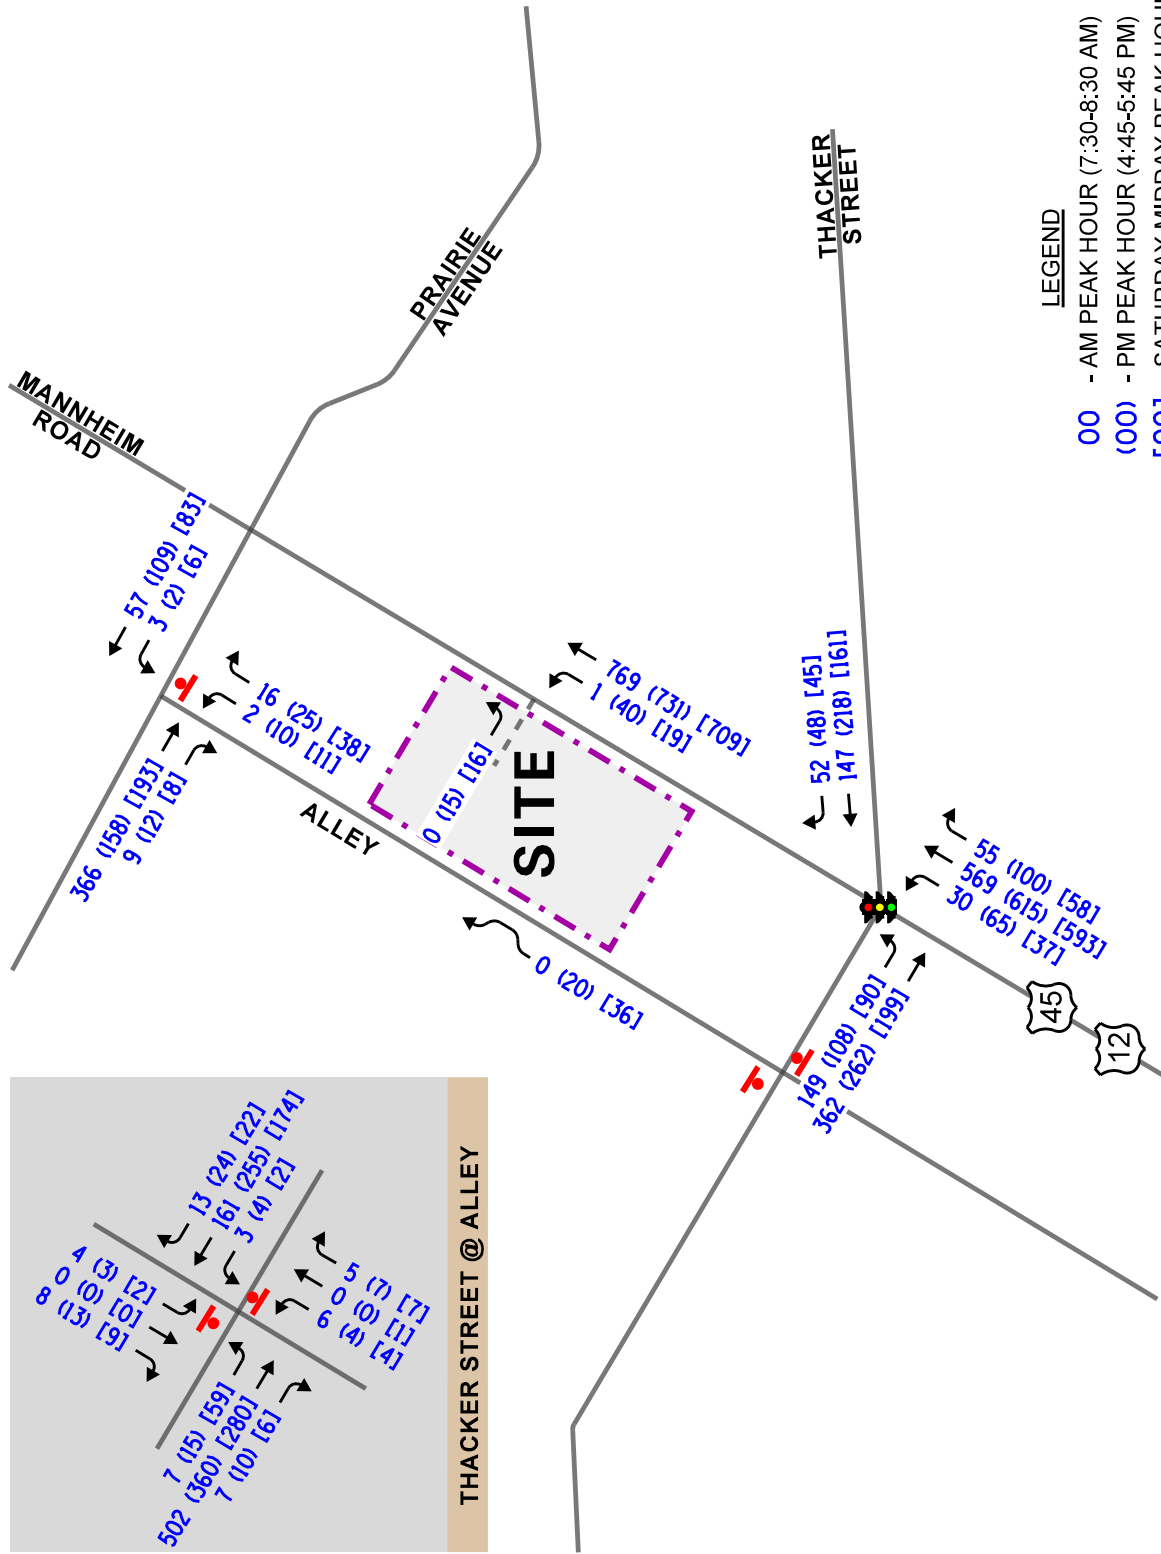 MANNHEIM
ROAD
PRAIRIE
AVENUE
THACKER
STREET
57 (109) [83]
3 (2) [6]
366 (158) [193]
9 (12) [8]
16 (25) [38]
2 (10) [11]
ALLEY
0 (15) [16]
SITE
769 (731) [709]
1 (40) [19]
0 (20) [36]
52 (48) [45]
147 (218) [161]
55 (100) [58]
569 (615) [593]
30 (65) [37]
149 (108) [90]
362 (262) [199]
45
12
LEGEND
00 - AM PEAK HOUR (7:30-8:30 AM)
(00) - PM PEAK HOUR (4:45-5:45 PM)
[00] - SATURDAY MIDDAY PEAK HOUR
4 (3) [2]
0 (0) [0]
8 (13) [9]
13 (24) [22]
161 (255) [174]
3 (4) [2]
7 (15) [59]
502 (360) [280]
7 (10) [6]
5 (7) [7]
0 (0) [1]
6 (4) [4]
THACKER STREET @ ALLEY